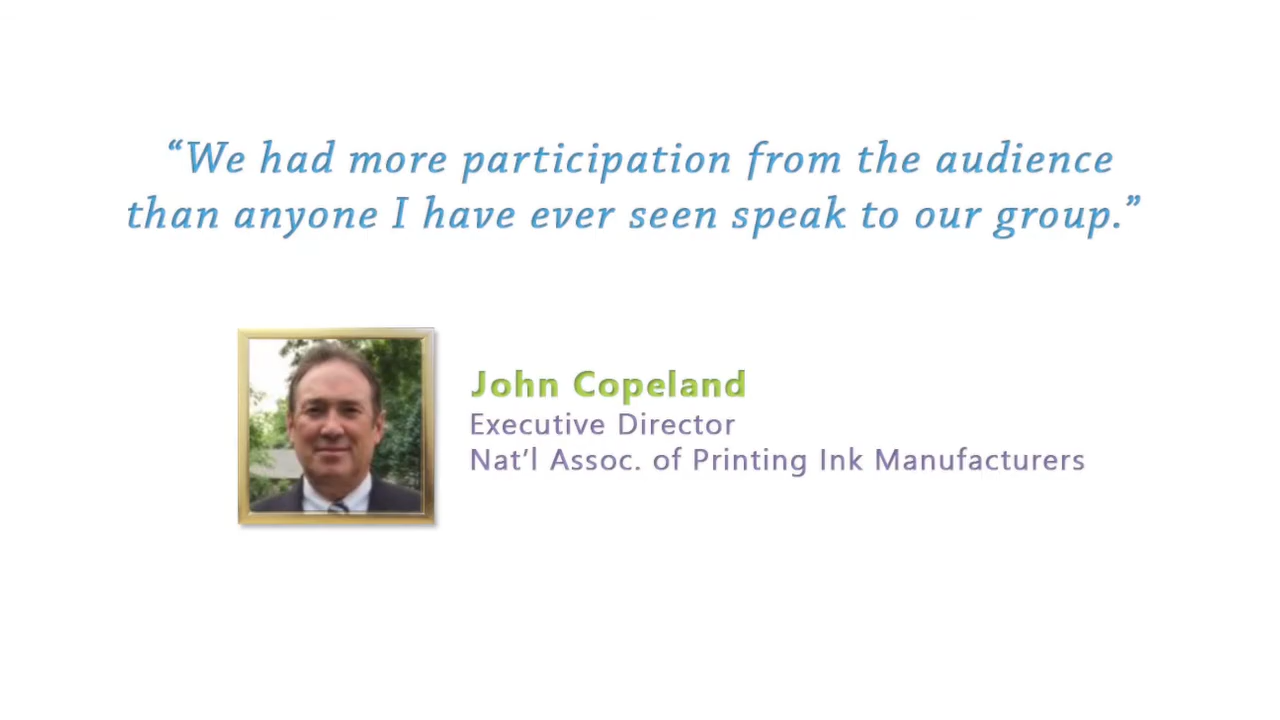 “We had more participation from the audience
than anyone I have ever seen speak to our group.”
John Copeland
Executive Director
Nat’l Assoc. of Printing Ink Manufacturers